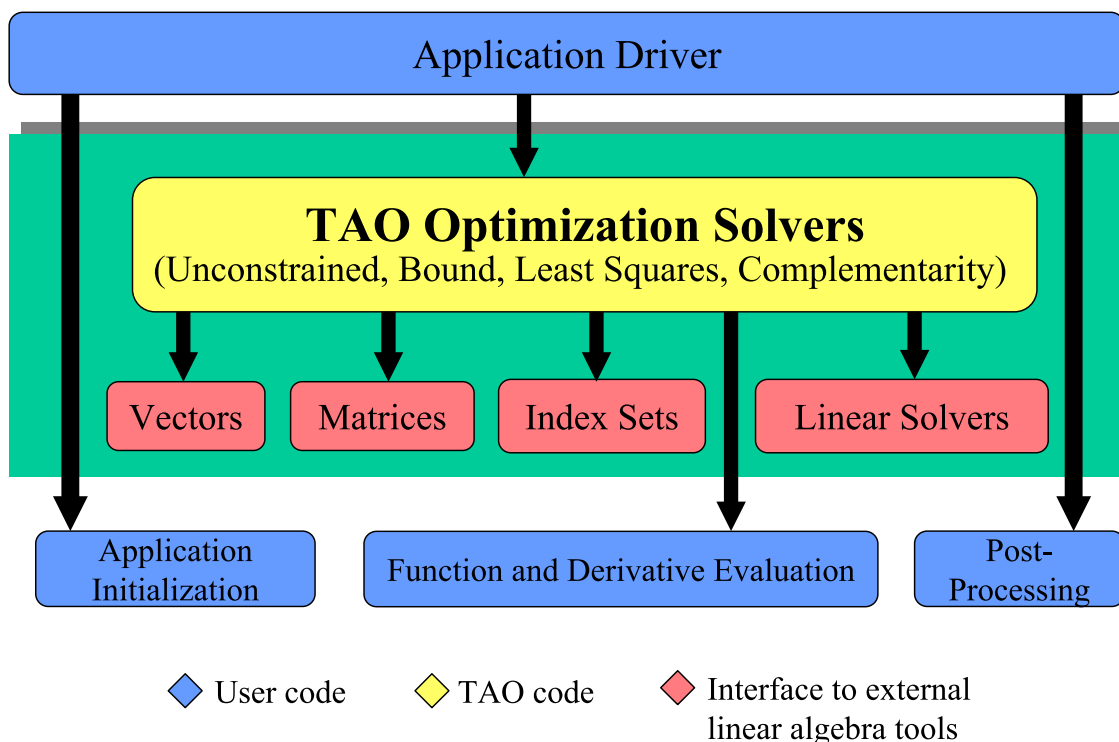 Application Driver
TAO Optimization Solvers
(Unconstrained, Bound, Least Squares, Complementarity)
Vectors
Matrices
Index Sets
Linear Solvers
Application
Initialization
Function and Derivative Evaluation
Post-
Processing
User code
TAO code
Interface to external
linear algebra tools